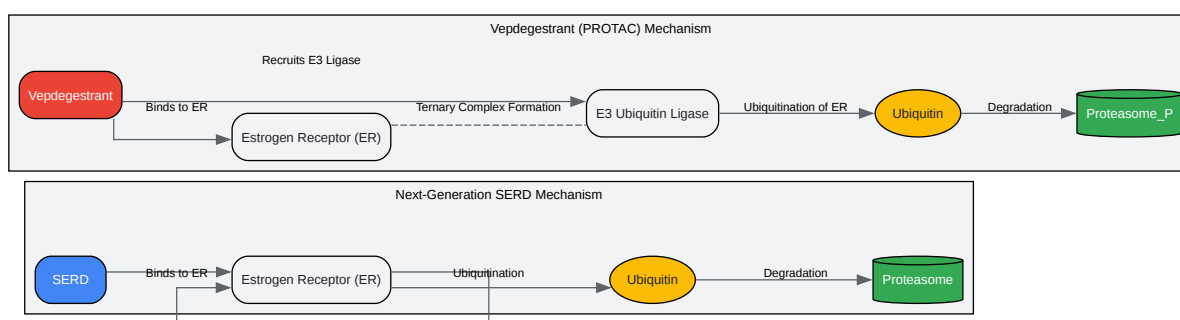 Vepdegestrant (PROTAC) Mechanism
Recruits E3 Ligase
Vepdegestrant
Binds to ER
Ternary Complex Formation
E3 Ubiquitin Ligase
Ubiquitination of ER
Ubiquitin
Degradation
Proteasome_P
Estrogen Receptor (ER)
Next-Generation SERD Mechanism
SERD
Binds to ER
Estrogen Receptor (ER)
Ubiquitination
Ubiquitin
Degradation
Proteasome